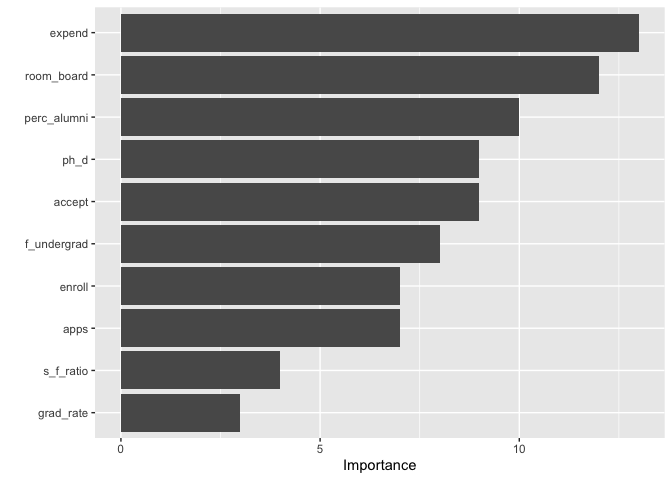 expend
room_board
perc_alumni
ph_d
accept
f_undergrad
enroll
apps
s_f_ratio
grad_rate
0 5 10
Importance